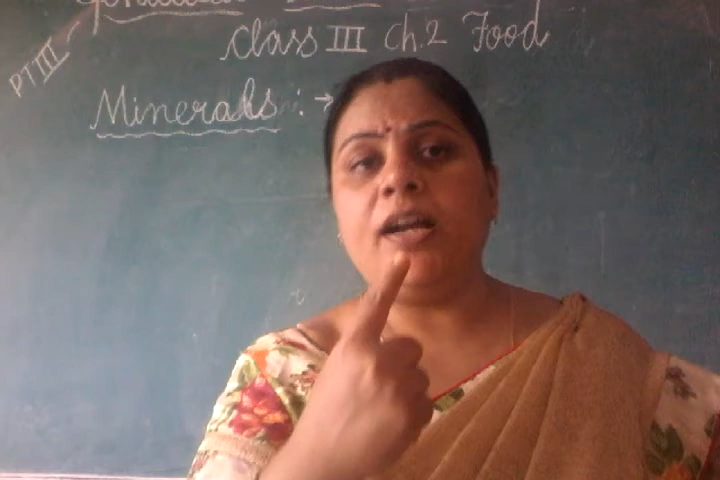 Class III Ch.2 Food
PT III
Minerals : →